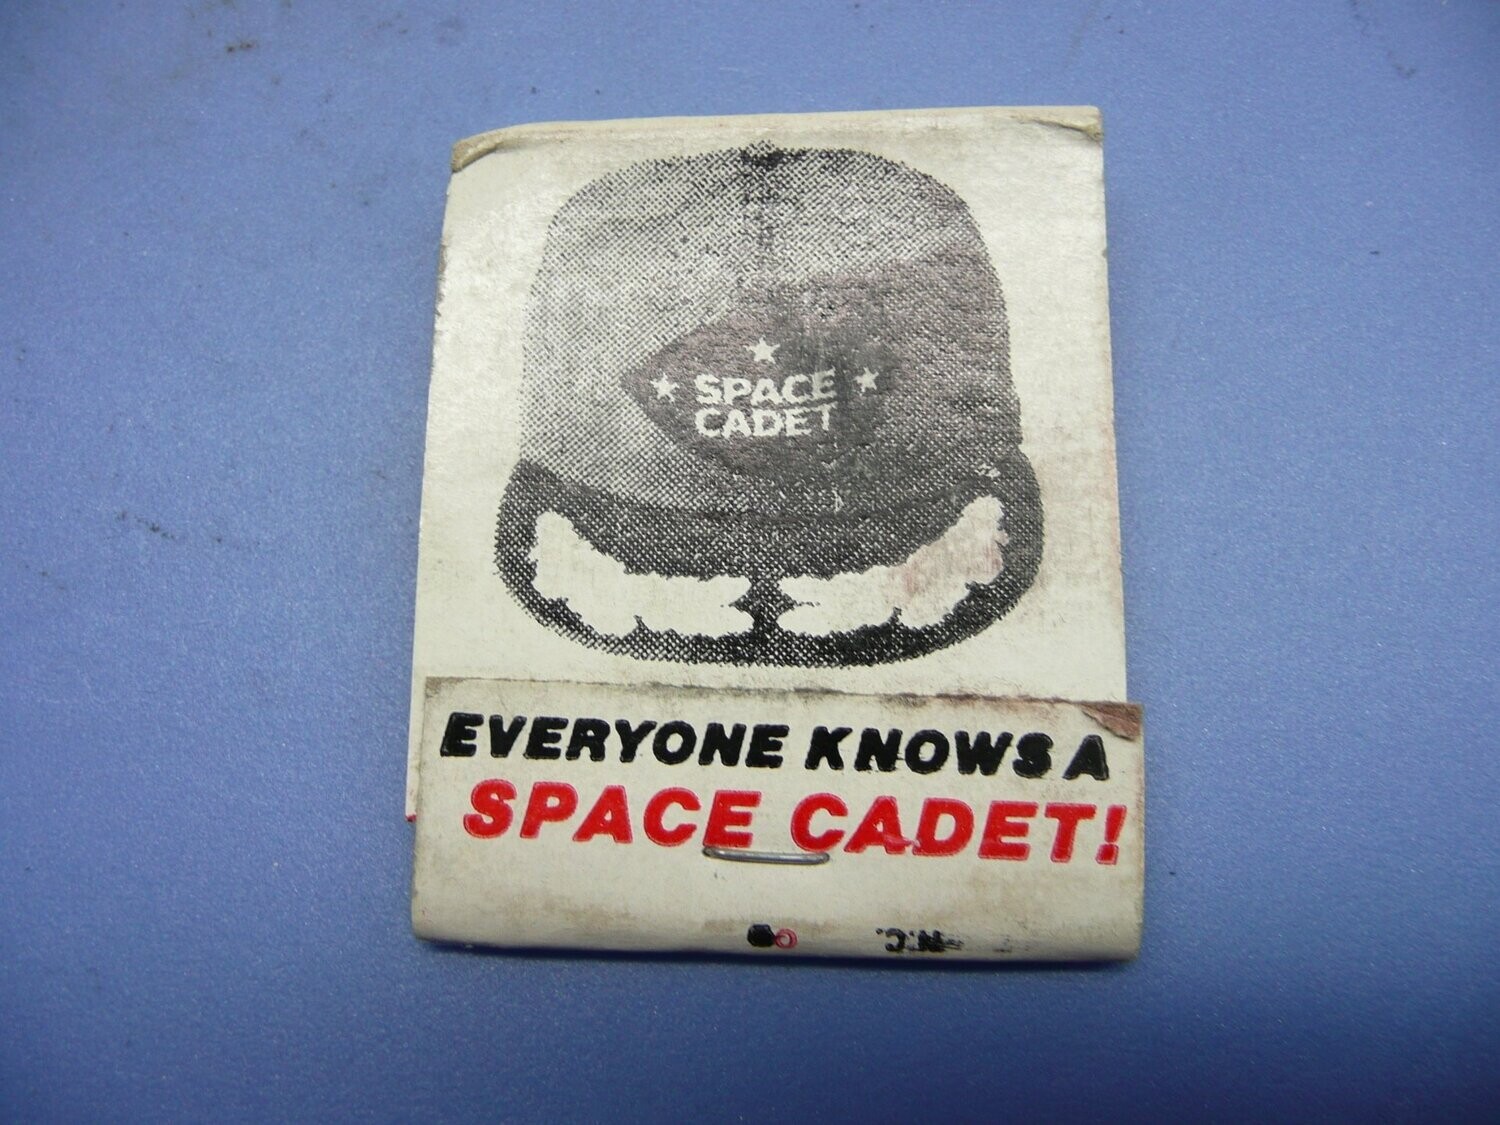 SPACE
CADET
EVERYONE KNOWS A
SPACE CADET!
N.C.